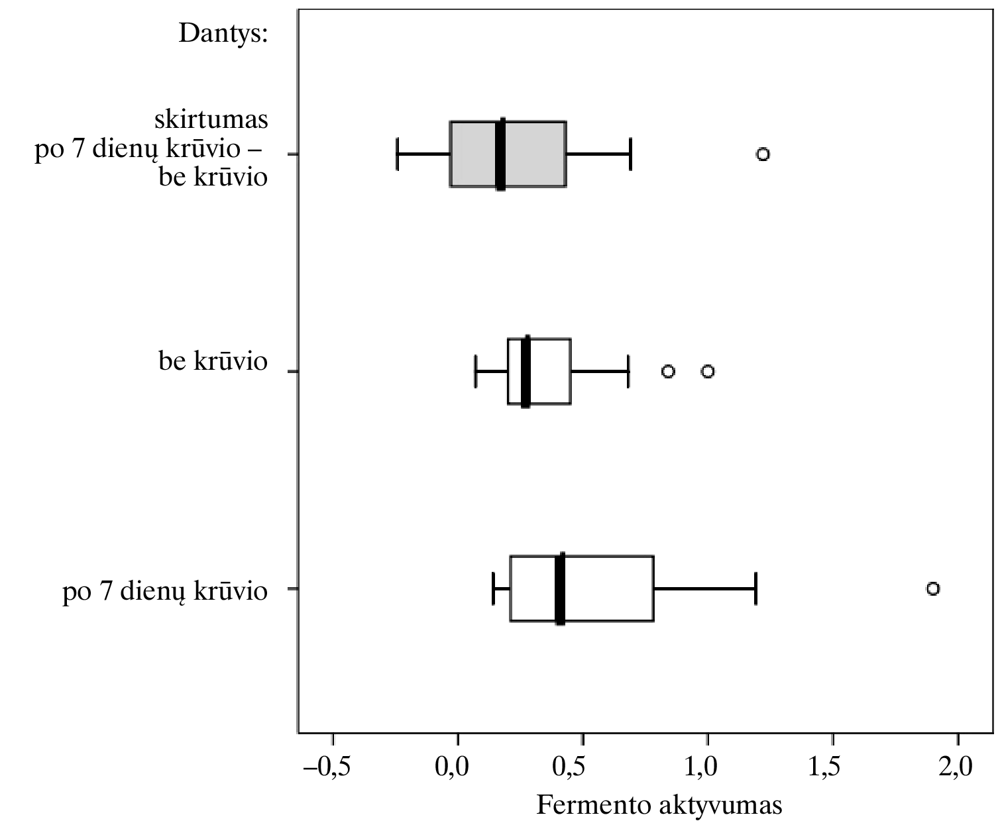 Dantys:
skirtumas
po 7 dienų krūvio –
be krūvio
be krūvio
po 7 dienų krūvio
–0,5 0,0 0,5 1,0 1,5 2,0
Fermento aktyvumas